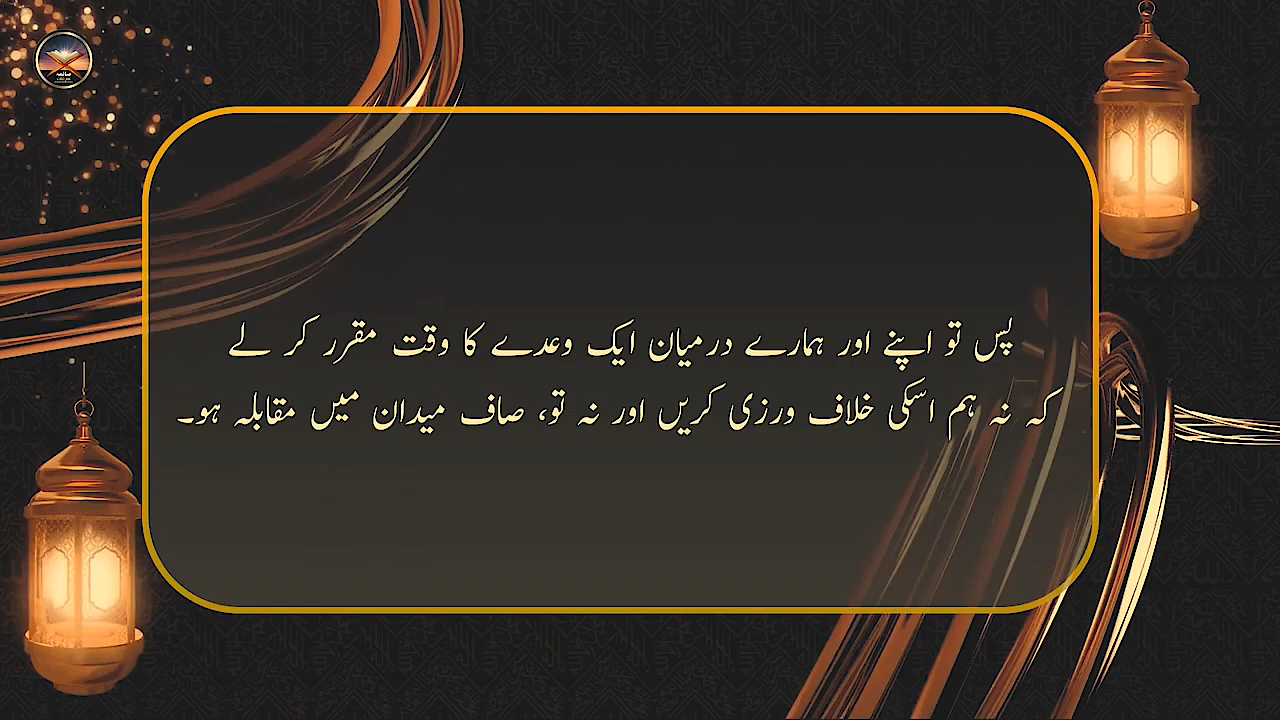 پس تو اپنے اور ہمارے درمیان ایک وعدے کا وقت مقرر کر لے
کہ نہ ہم اسکی خلاف ورزی کریں اور نہ تو، صاف میدان میں مقابلہ ہو۔